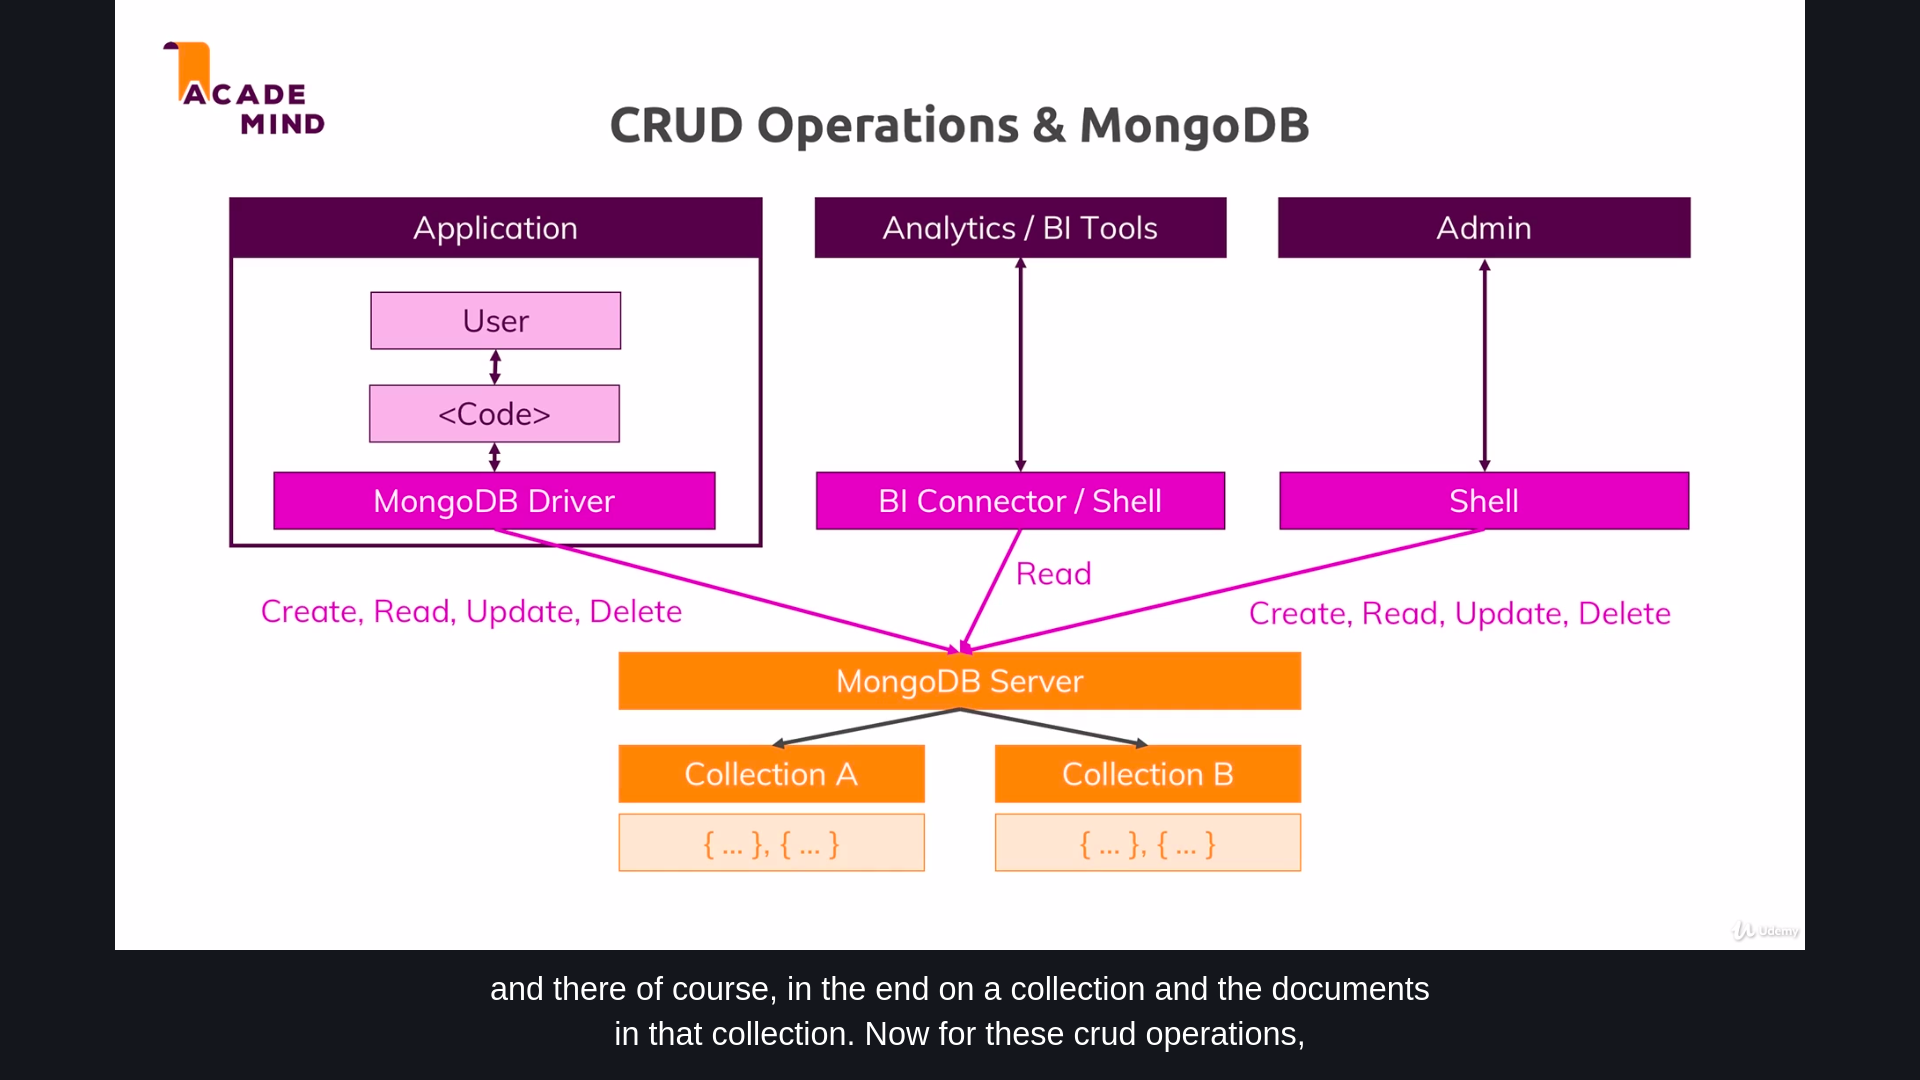 ACADE
MIND
CRUD Operations & MongoDB
Application
Analytics / BI Tools
Admin
User
<Code>
MongoDB Driver
BI Connector / Shell
Shell
Read
Create, Read, Update, Delete
Create, Read, Update, Delete
MongoDB Server
Collection A
Collection B
{ ... }, { ... }
{ ... }, { ... }
Udemy
and there of course, in the end on a collection and the documents
in that collection. Now for these crud operations,